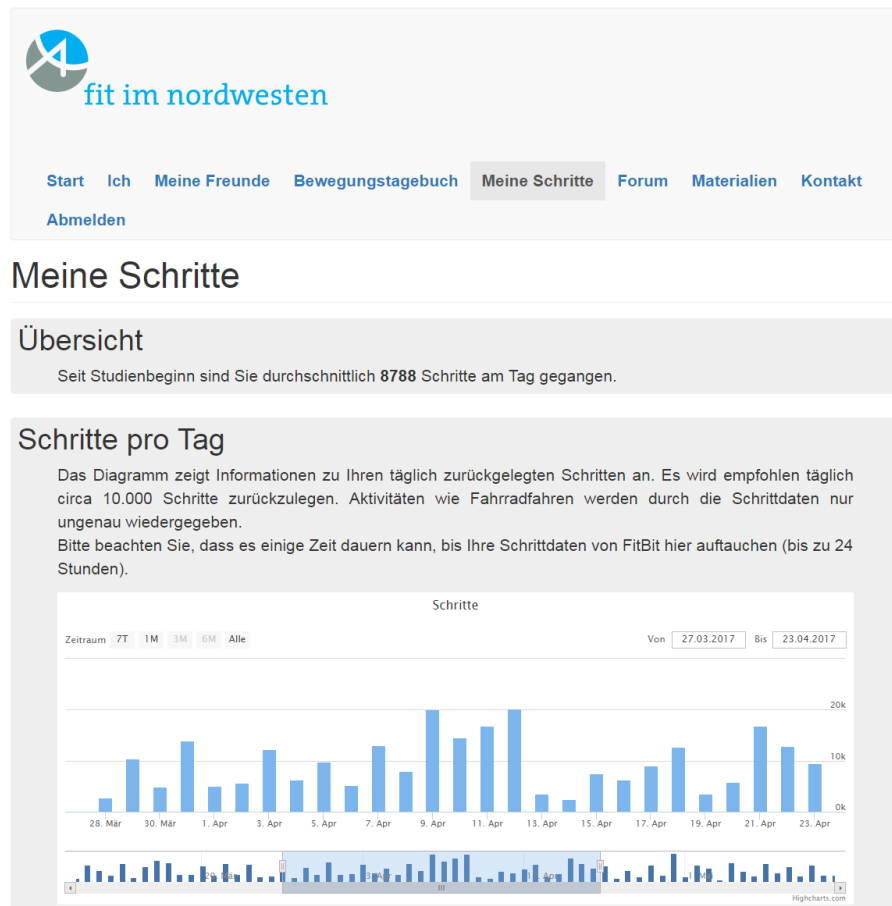 fit im nordwesten
Start Ich Meine Freunde Bewegungstagebuch Meine Schritte Forum Materialien Kontakt
Abmelden
Meine Schritte
Übersicht
Seit Studienbeginn sind Sie durchschnittlich 8788 Schritte am Tag gegangen.
Schritte pro Tag
Das Diagramm zeigt Informationen zu Ihren täglich zurückgelegten Schritten an. Es wird empfohlen täglich
circa 10.000 Schritte zurückzulegen. Aktivitäten wie Fahrradfahren werden durch die Schrittdaten nur
ungenau wiedergegeben.
Bitte beachten Sie, dass es einige Zeit dauern kann, bis Ihre Schrittdaten von FitBit hier auftauchen (bis zu 24
Stunden).
Schritte
Zeitraum 7T 1M 3M 6M Alle Von 27.03.2017 Bis 23.04.2017
20k
10k
0k
28. Mär 30. Mär 1. Apr 3. Apr 5. Apr 7. Apr 9. Apr 11. Apr 13. Apr 15. Apr 17. Apr 19. Apr 21. Apr 23. Apr
Highcharts.com